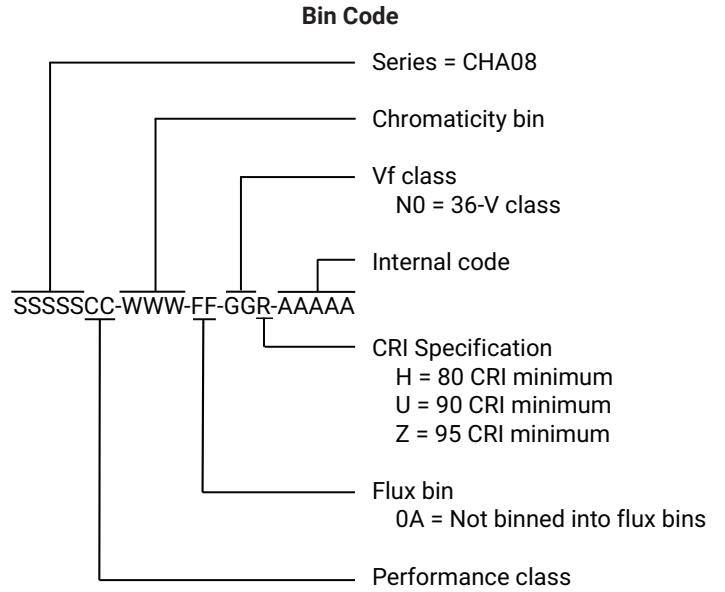 Bin Code
Series = CHA08
Chromaticity bin
Vf class
N0 = 36-V class
Internal code
SSSSSCC-WWW-FF-GGR-AAAAA
CRI Specification
H = 80 CRI minimum
U = 90 CRI minimum
Z = 95 CRI minimum
Flux bin
0A = Not binned into flux bins
Performance class